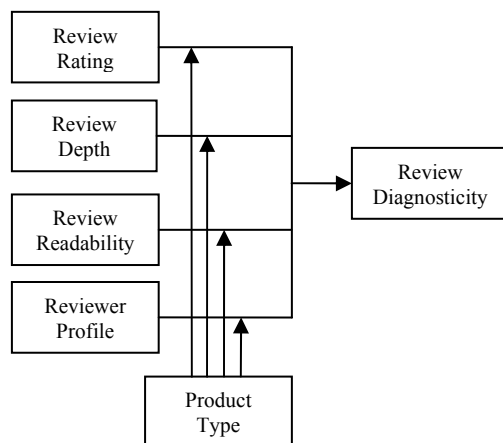 Review
Rating
Review
Depth
Review
Readability
Reviewer
Profile
Review
Diagnosticity
Product
Type